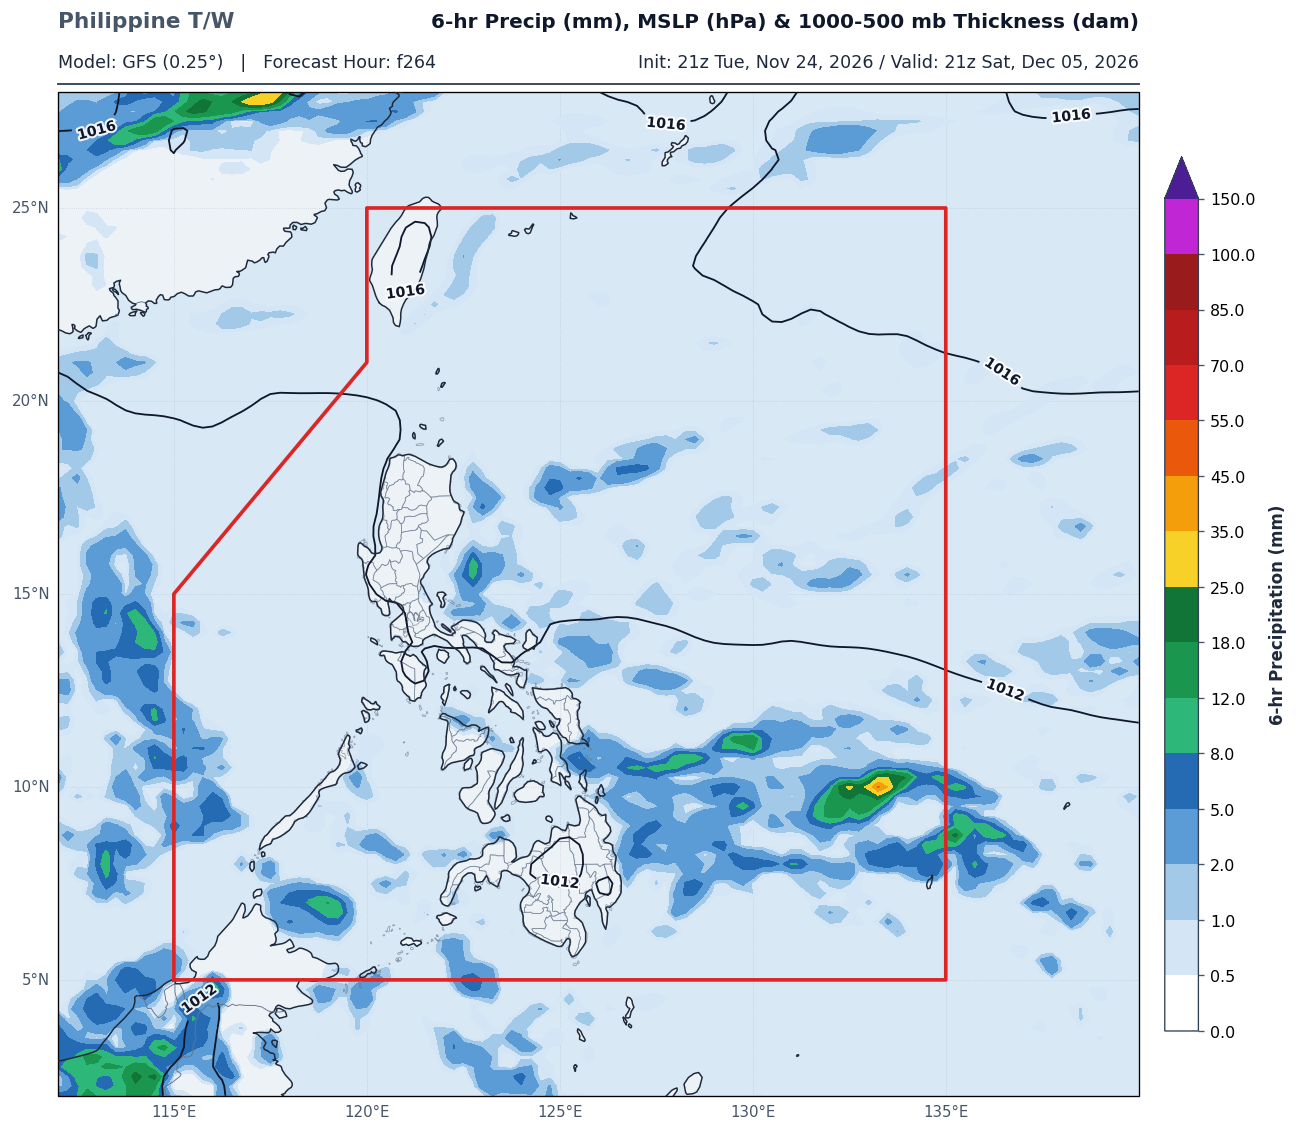 Philippine T/W
6-hr Precip (mm), MSLP (hPa) & 1000-500 mb Thickness (dam)
Model: GFS (0.25°) | Forecast Hour: f264
Init: 21z Tue, Nov 24, 2026 / Valid: 21z Sat, Dec 05, 2026
1016
1016
1016
1016
1016
1012
1012
1012
25°N
20°N
15°N
10°N
5°N
115°E
120°E
125°E
130°E
135°E
150.0
100.0
85.0
70.0
55.0
45.0
35.0
25.0
18.0
12.0
8.0
5.0
2.0
1.0
0.5
0.0
6-hr Precipitation (mm)